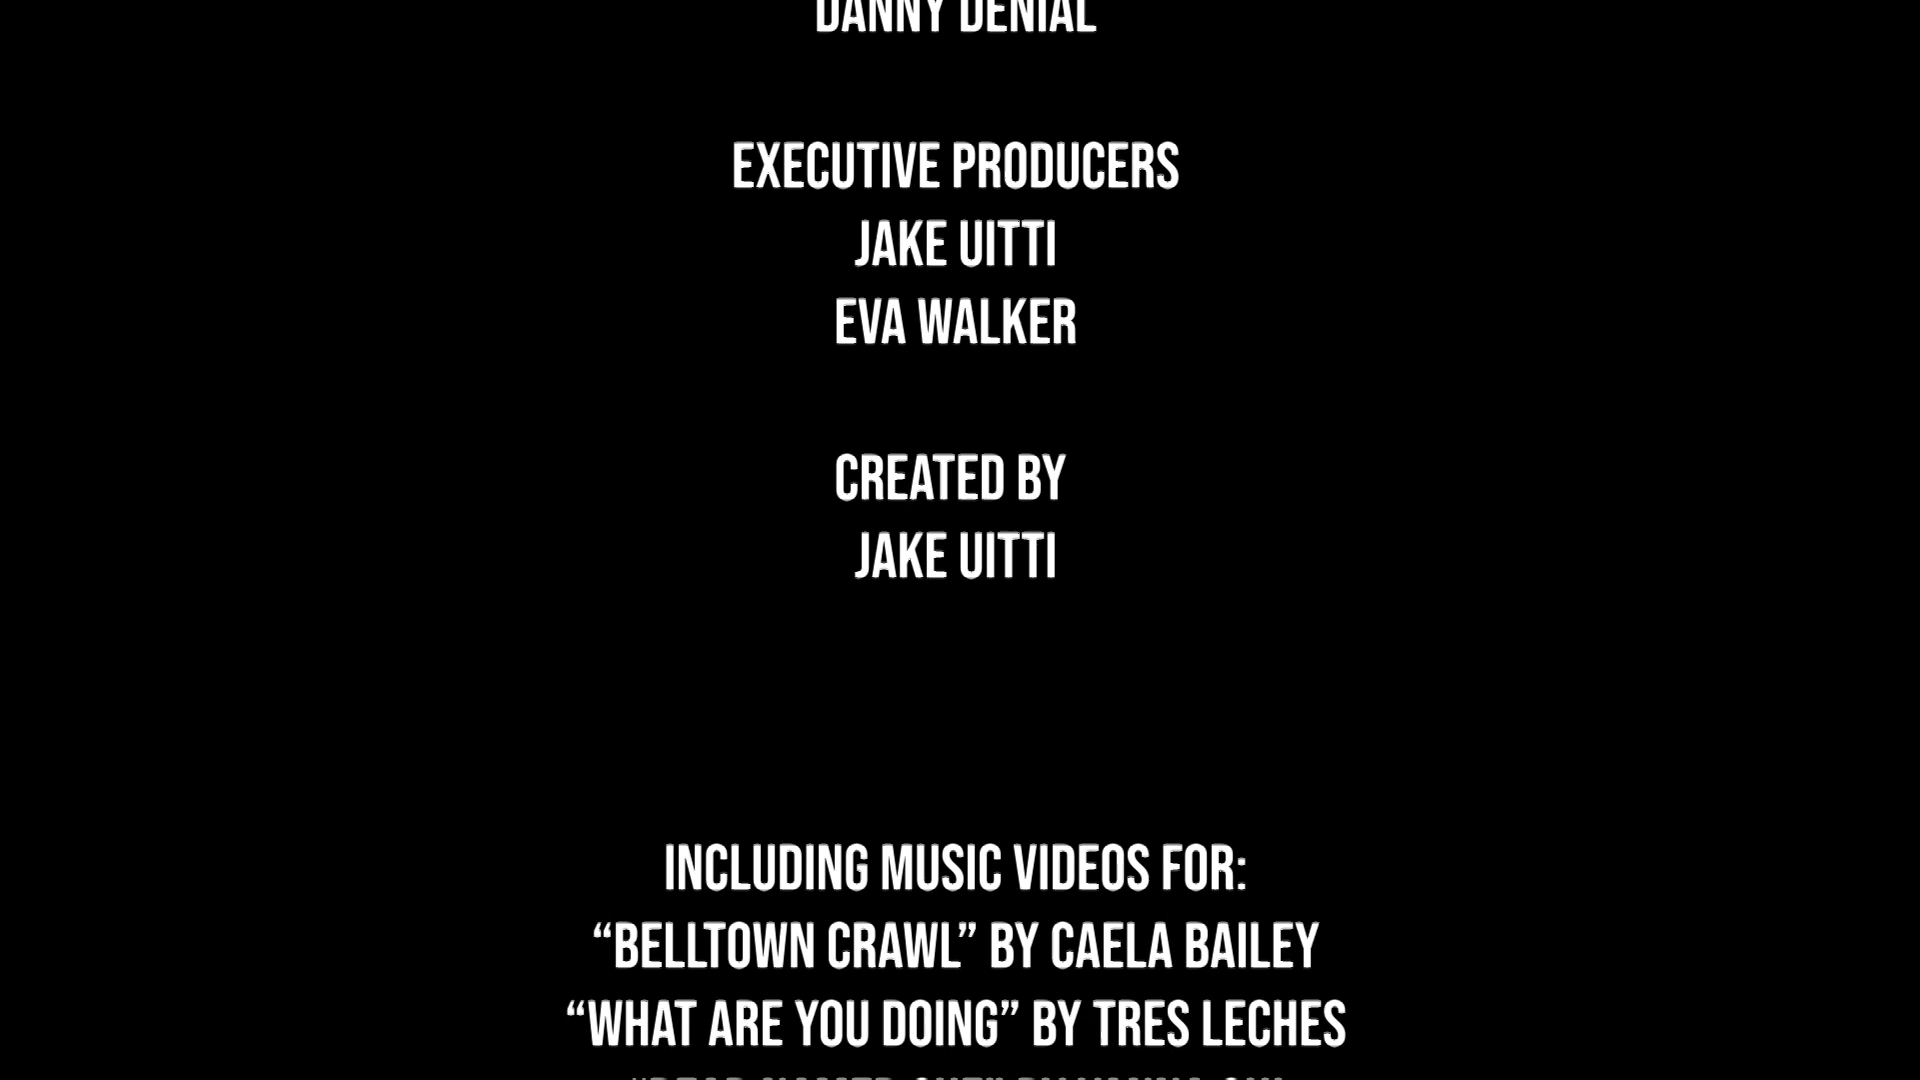 DANNY DENIAL
EXECUTIVE PRODUCERS
JAKE UITTI
EVA WALKER
CREATED BY
JAKE UITTI
INCLUDING MUSIC VIDEOS FOR:
“BELLTOWN CRAWL” BY CAELA BAILEY
“WHAT ARE YOU DOING” BY TRES LECHES